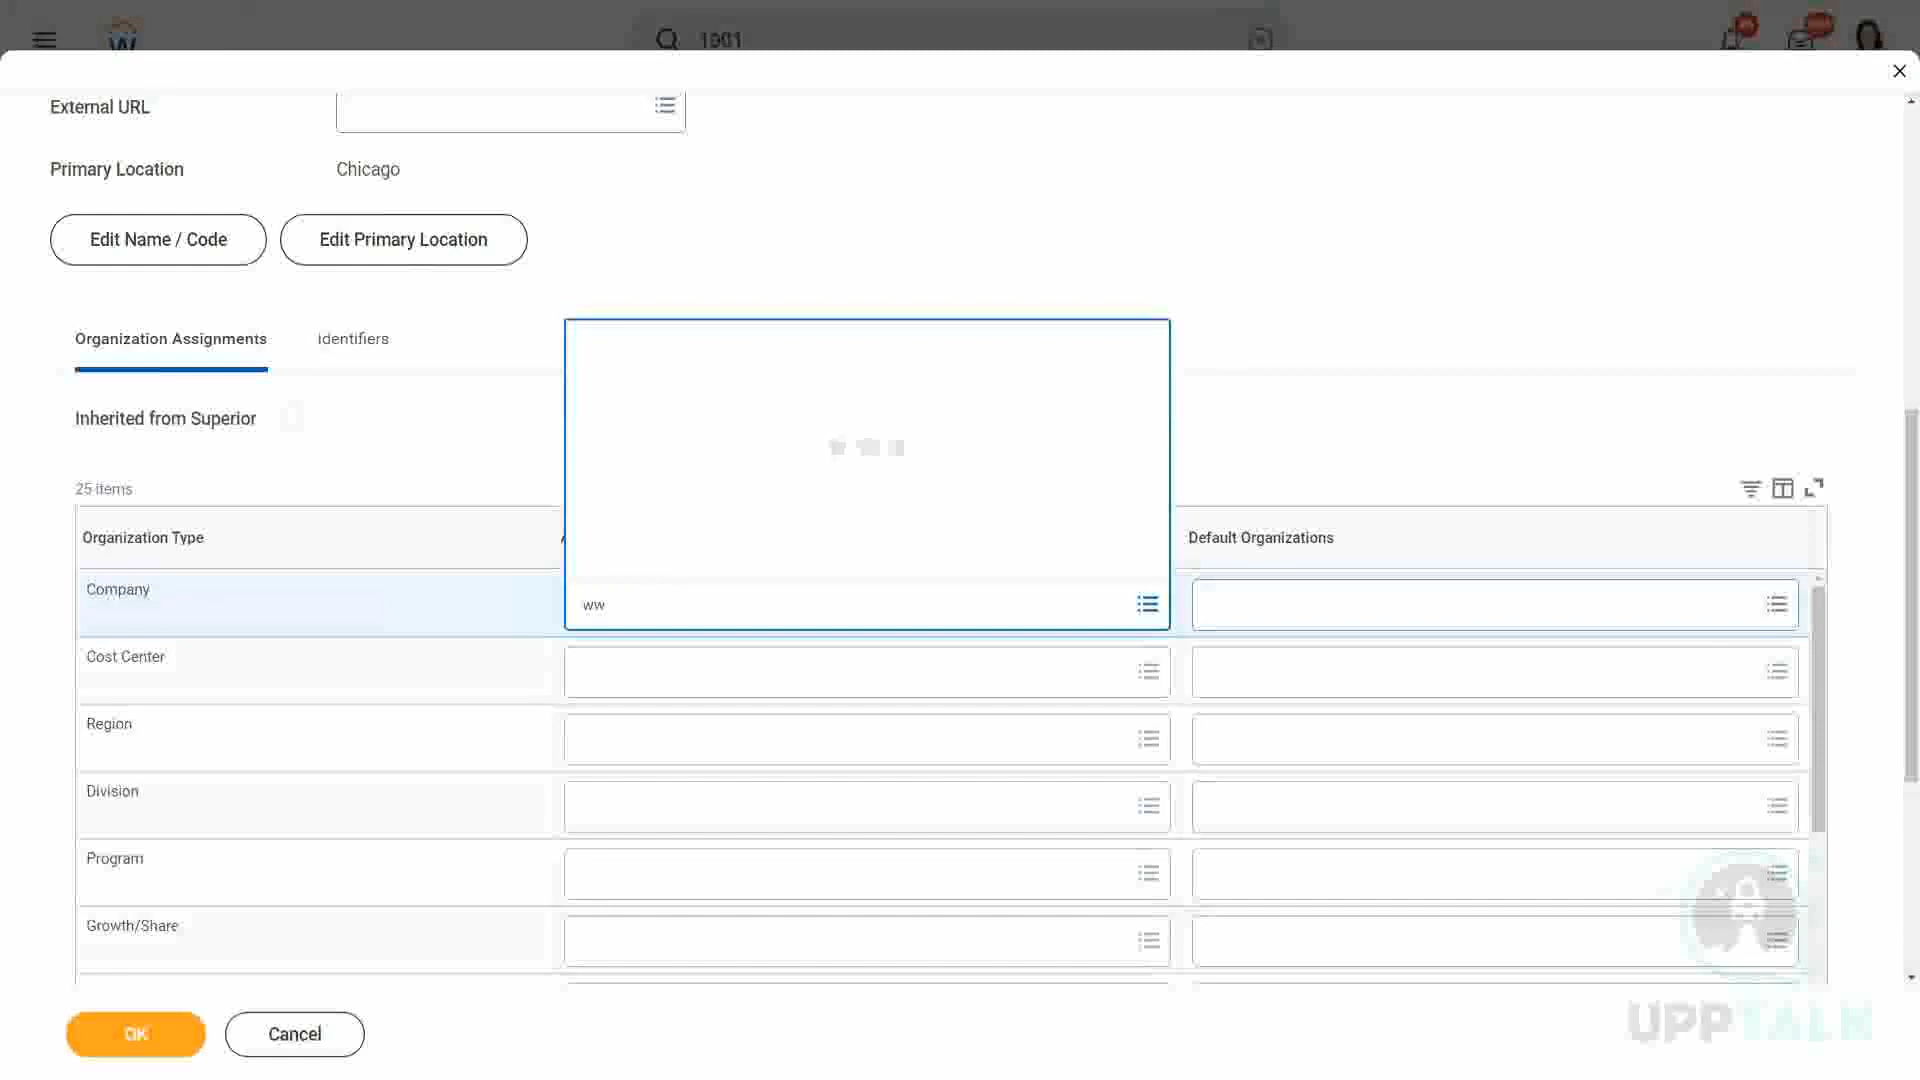 1901
External URL
Primary Location
Chicago
Edit Name / Code
Edit Primary Location
Organization Assignments
Identifiers
Inherited from Superior
25 items
Organization Type
Default Organizations
Company
ww
Cost Center
Region
Division
Program
Growth/Share
OK
Cancel
UPPTALK